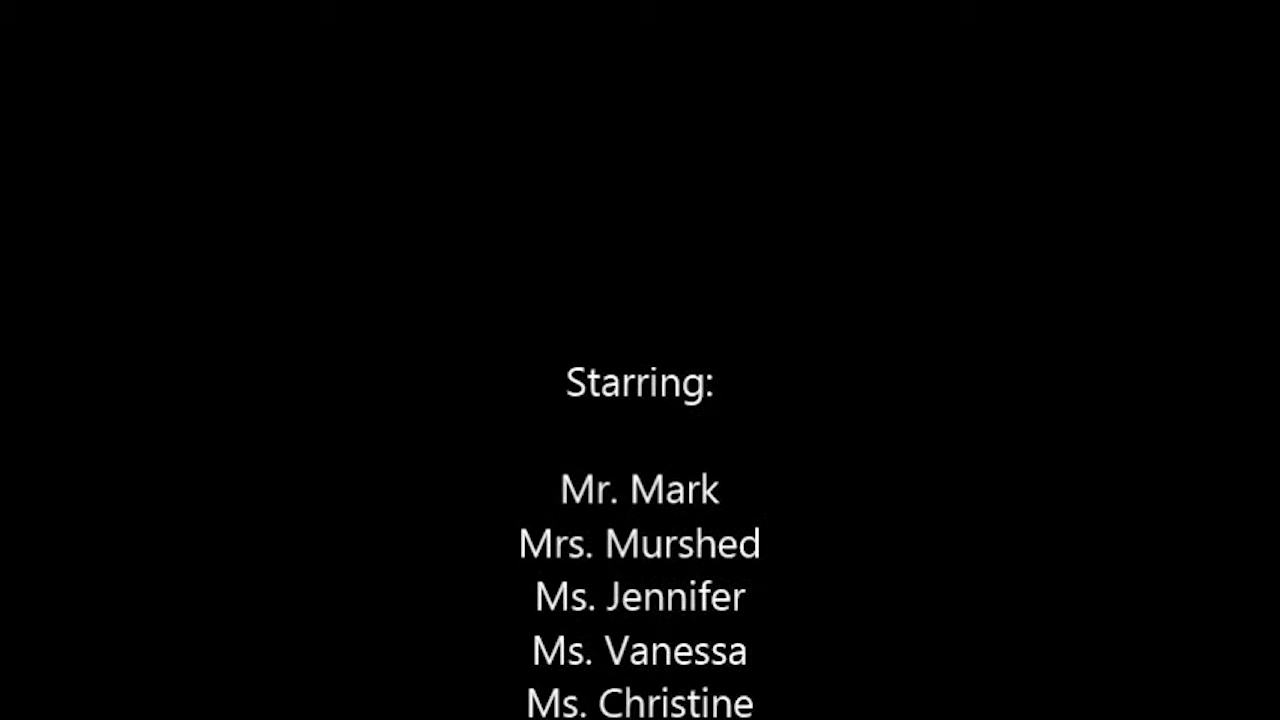 Starring:
Mr. Mark
Mrs. Murshed
Ms. Jennifer
Ms. Vanessa
Ms. Christine